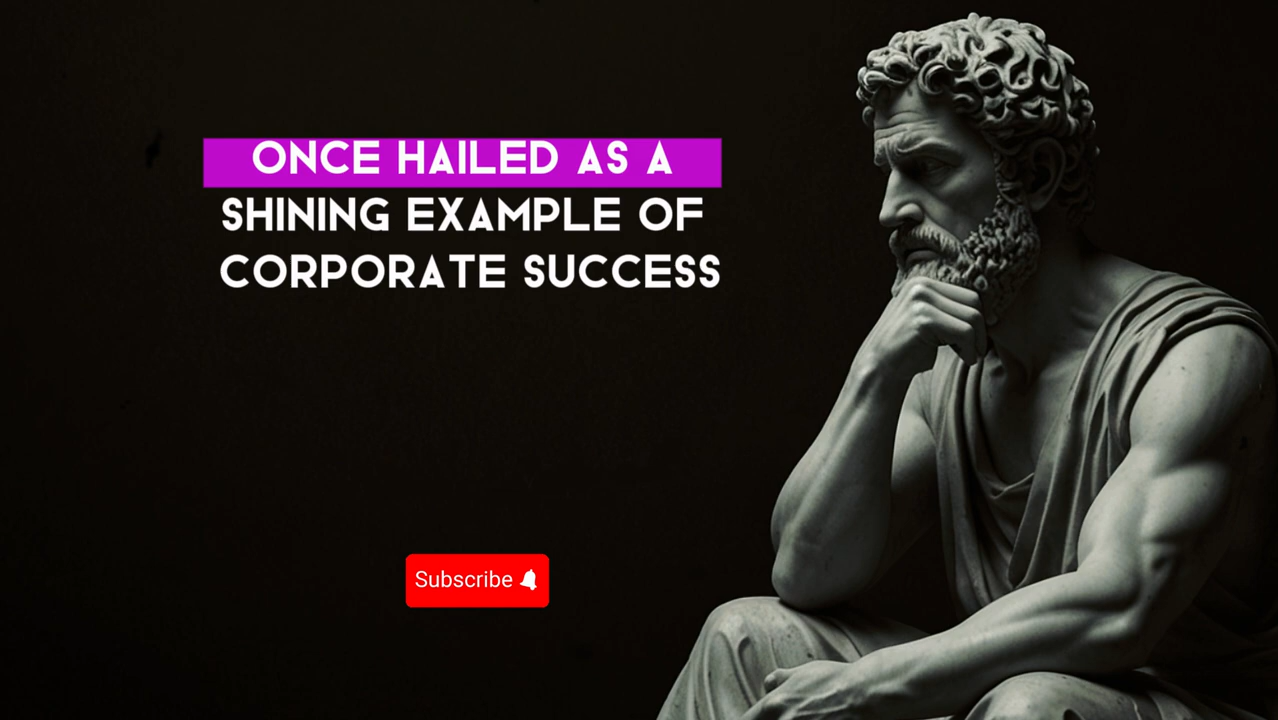 ONCE HAILED AS A
SHINING EXAMPLE OF
CORPORATE SUCCESS
Subscribe